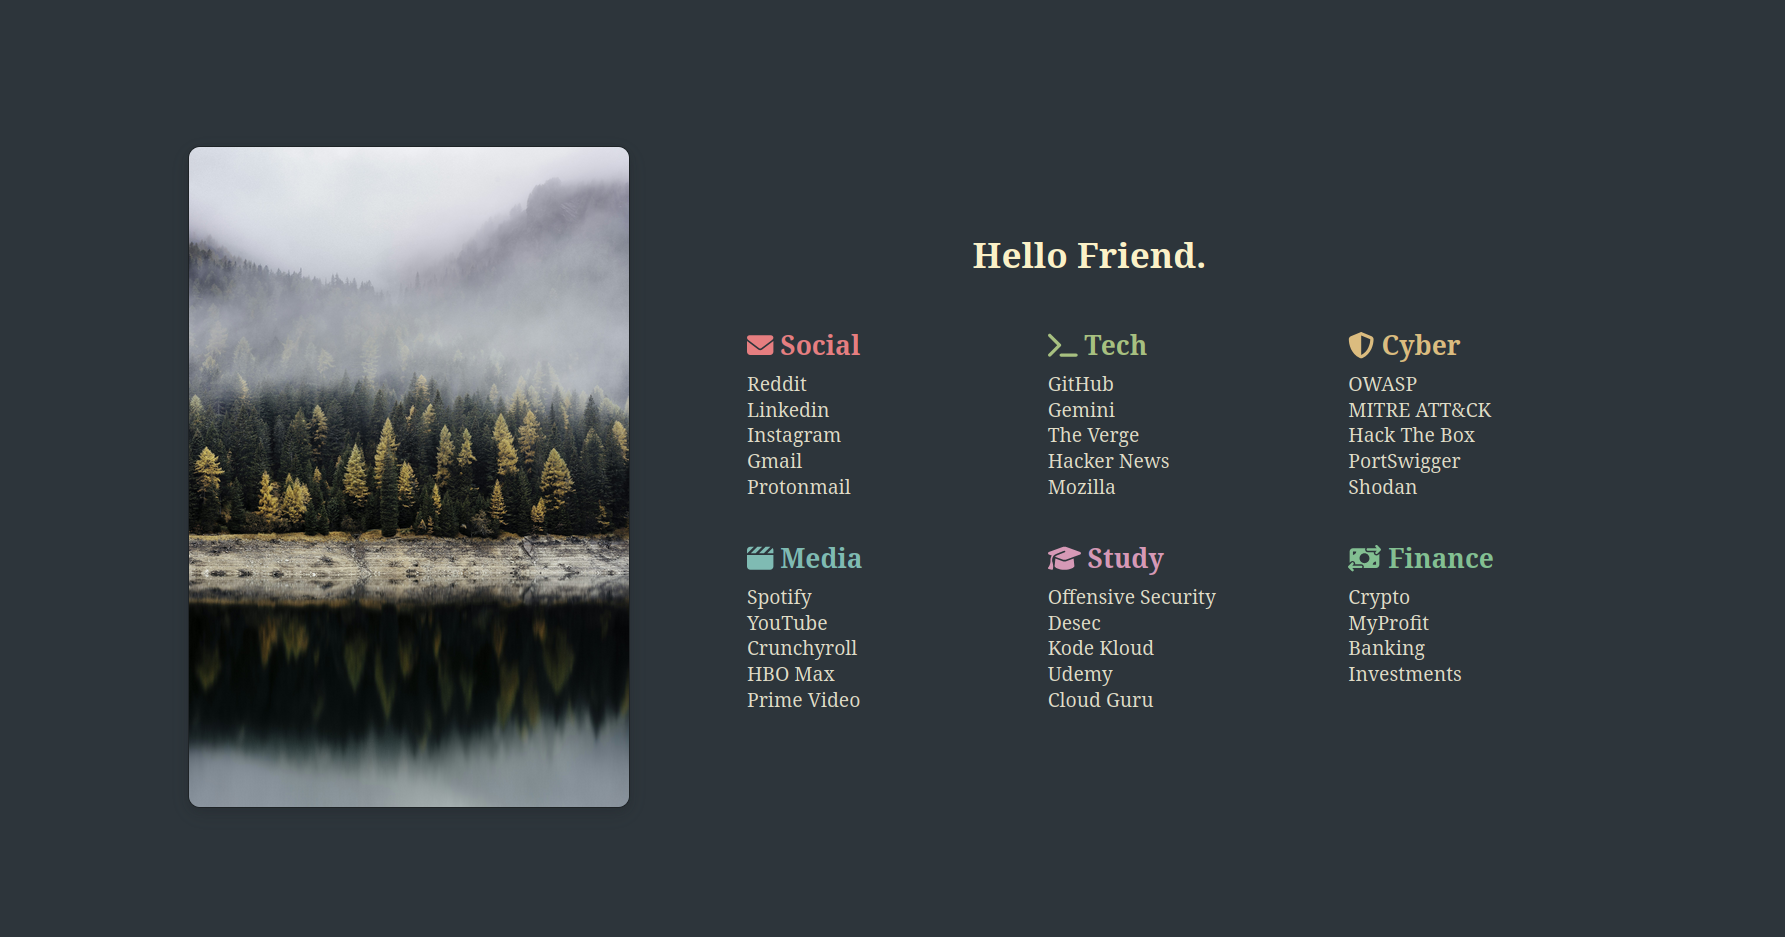 Hello Friend.
Social
Reddit
Linkedin
Instagram
Gmail
Protonmail
Tech
GitHub
Gemini
The Verge
Hacker News
Mozilla
Cyber
OWASP
MITRE ATT&CK
Hack The Box
PortSwigger
Shodan
Media
Spotify
YouTube
Crunchyroll
HBO Max
Prime Video
Study
Offensive Security
Desec
Kode Kloud
Udemy
Cloud Guru
Finance
Crypto
MyProfit
Banking
Investments